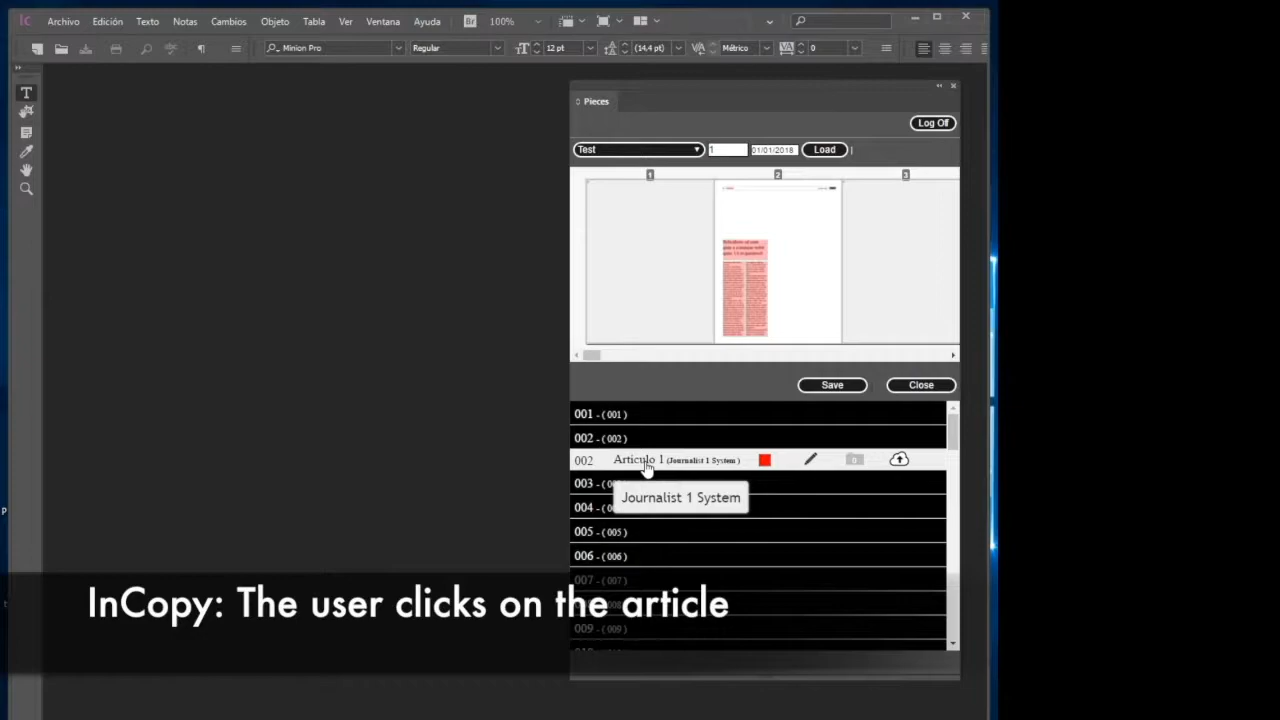 Ic Archivo Edición Texto Notas Cambios Objeto Tabla Ver Ventana Ayuda Br 100%
Minion Pro Regular 12 pt (14,4 pt) Métrico 0
Pieces
Log Off
Test 1 01/01/2018 Load
1 2 3
Save Close
001 - ( 001 )
002 - ( 002 )
002 Articulo 1 (Journalist 1 System )
003
Journalist 1 System
004
005 - ( 005 )
006 - ( 006 )
007 - ( 007 )
InCopy: The user clicks on the article
009 - ( 009 )